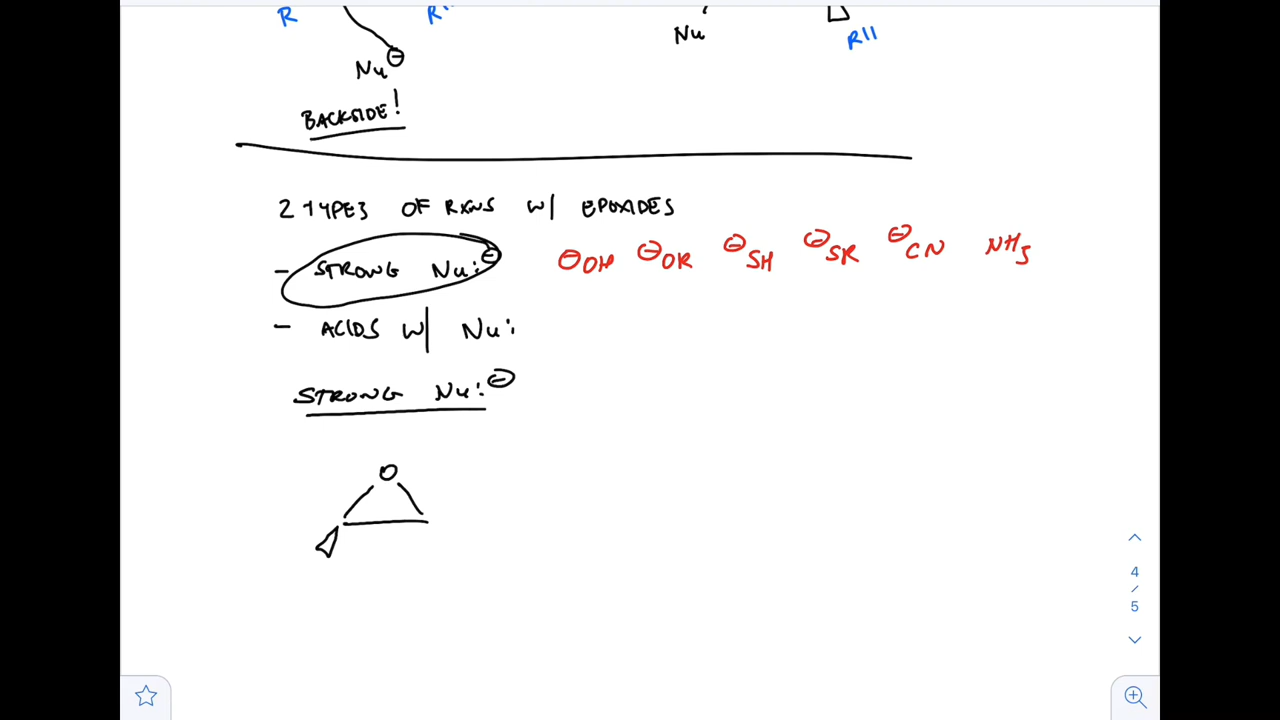 R R''
Nu⊖
Nu
R''
BACKSIDE!
2 TYPES OF RXNS W/ EPOXIDES
- STRONG Nu:⊖ ⊖OH ⊖OR ⊖SH ⊖SR ⊖CN NH3
- ACIDS W/ Nu:
STRONG Nu:⊖
O
4
/
5